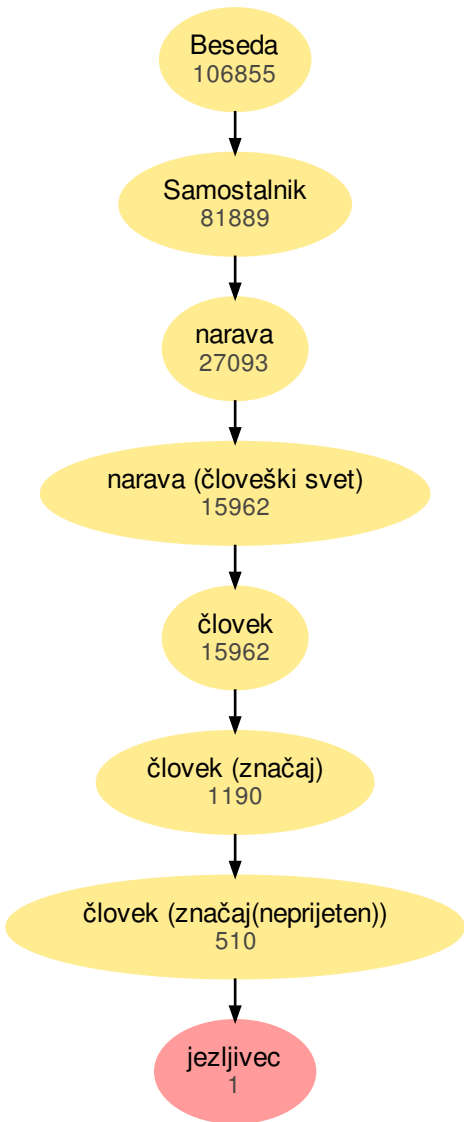 Beseda
106855
Samostalnik
81889
narava
27093
narava (človeški svet)
15962
človek
15962
človek (značaj)
1190
človek (značaj(neprijeten))
510
jezljivec
1